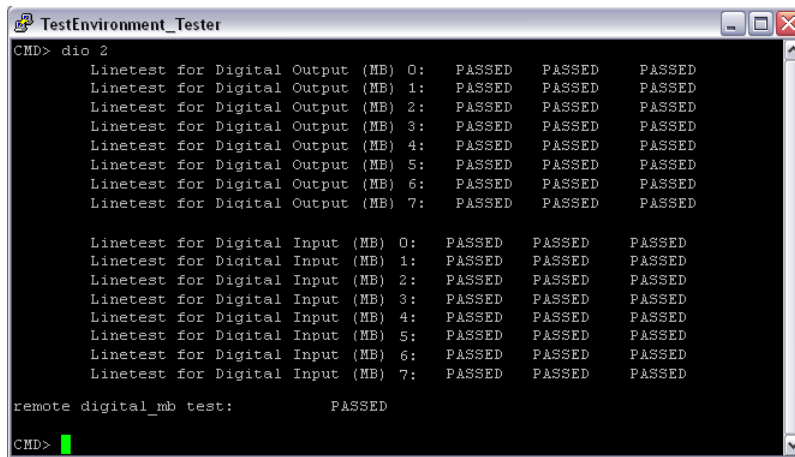 TestEnvironment_Tester
CMD> dio 2
Linetest for Digital Output (MB) 0: PASSED PASSED PASSED
Linetest for Digital Output (MB) 1: PASSED PASSED PASSED
Linetest for Digital Output (MB) 2: PASSED PASSED PASSED
Linetest for Digital Output (MB) 3: PASSED PASSED PASSED
Linetest for Digital Output (MB) 4: PASSED PASSED PASSED
Linetest for Digital Output (MB) 5: PASSED PASSED PASSED
Linetest for Digital Output (MB) 6: PASSED PASSED PASSED
Linetest for Digital Output (MB) 7: PASSED PASSED PASSED
Linetest for Digital Input (MB) 0: PASSED PASSED PASSED
Linetest for Digital Input (MB) 1: PASSED PASSED PASSED
Linetest for Digital Input (MB) 2: PASSED PASSED PASSED
Linetest for Digital Input (MB) 3: PASSED PASSED PASSED
Linetest for Digital Input (MB) 4: PASSED PASSED PASSED
Linetest for Digital Input (MB) 5: PASSED PASSED PASSED
Linetest for Digital Input (MB) 6: PASSED PASSED PASSED
Linetest for Digital Input (MB) 7: PASSED PASSED PASSED
remote digital_mb test: PASSED
CMD>